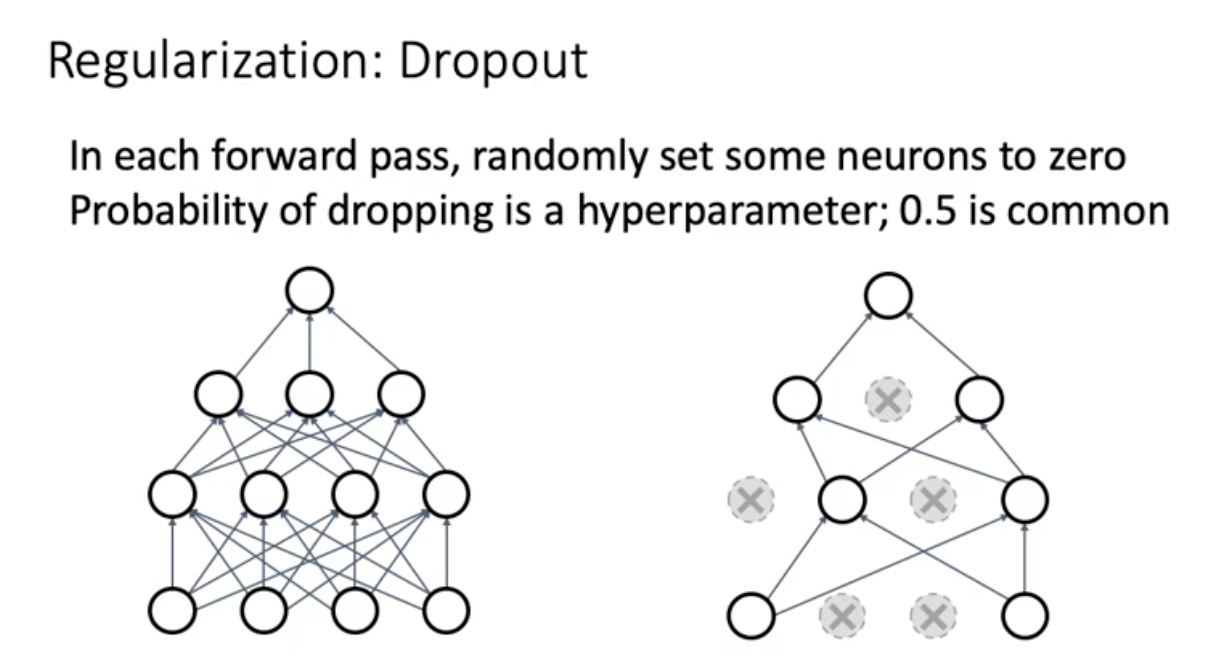 Regularization: Dropout
In each forward pass, randomly set some neurons to zero
Probability of dropping is a hyperparameter; 0.5 is common